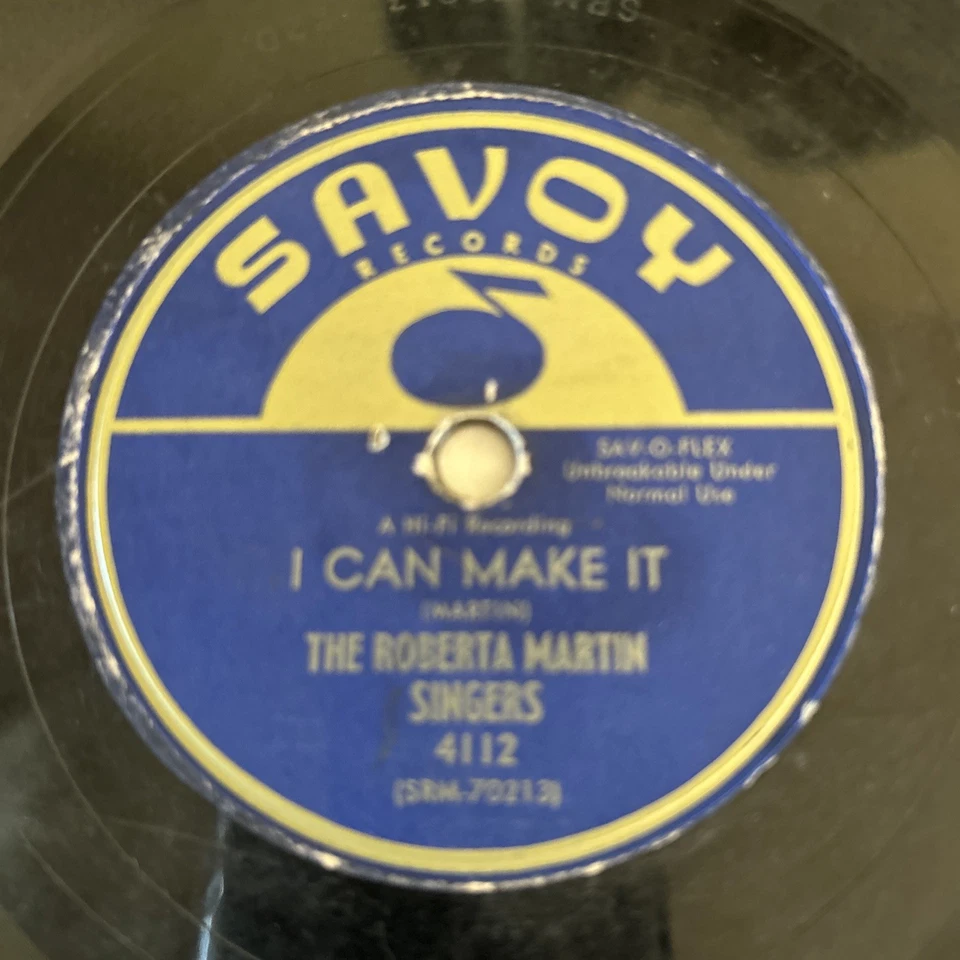 SAVOY
RECORDS
SAV-O-FLEX
Unbreakable Under
Normal Use
A Hi-Fi Recording
I CAN MAKE IT
(MARTIN)
THE ROBERTA MARTIN
SINGERS
4112
(SRM-70213)